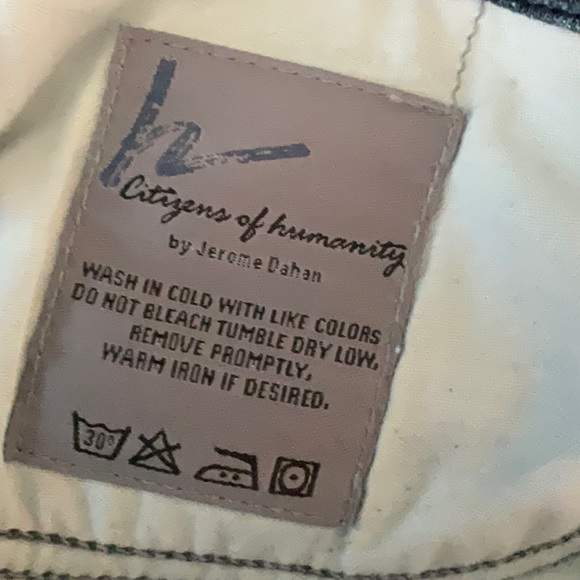 h
Citizens of humanity
by Jerome Dahan
WASH IN COLD WITH LIKE COLORS
DO NOT BLEACH TUMBLE DRY LOW,
REMOVE PROMPTLY,
WARM IRON IF DESIRED.
30°